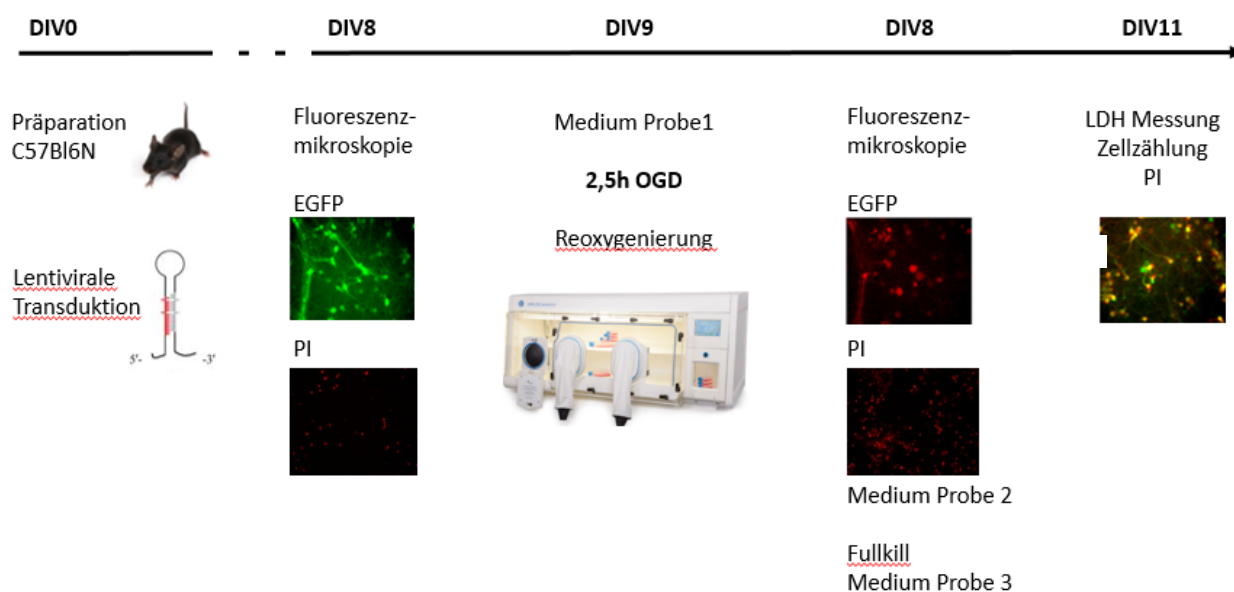 DIV0
DIV8
DIV9
DIV8
DIV11
Präparation
C57Bl6N
Lentivirale
Transduktion
5'-
-3'
Fluoreszenz-
mikroskopie
EGFP
PI
Medium Probe1
2,5h OGD
Reoxygenierung
Fluoreszenz-
mikroskopie
EGFP
PI
Medium Probe 2
Fullkill
Medium Probe 3
LDH Messung
Zellzählung
PI